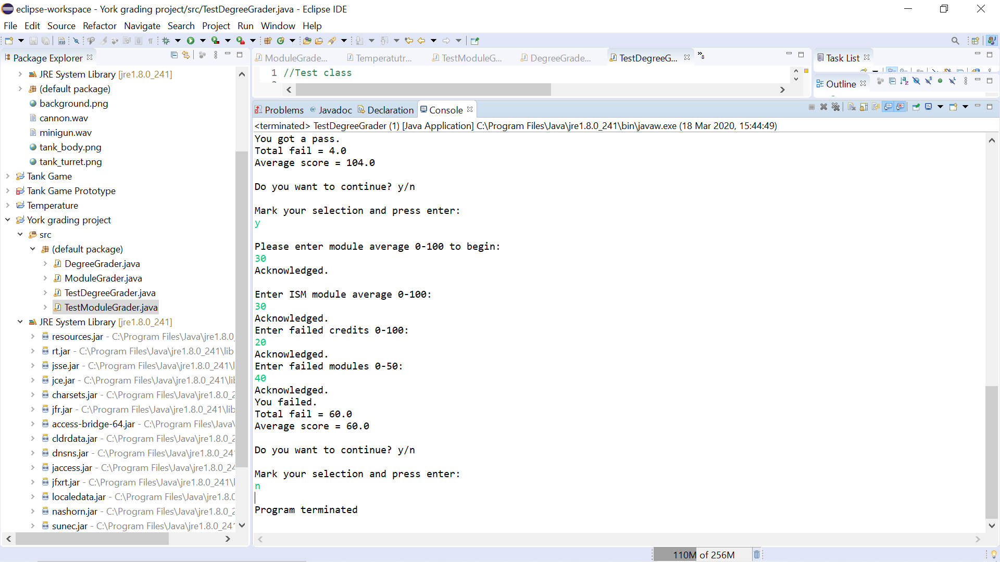 eclipse-workspace - York grading project/src/TestDegreeGrader.java - Eclipse IDE
File Edit Source Refactor Navigate Search Project Run Window Help
Package Explorer
JRE System Library [jre1.8.0_241]
(default package)
background.png
cannon.wav
minigun.wav
tank_body.png
tank_turret.png
Tank Game
Tank Game Prototype
Temperature
York grading project
src
(default package)
DegreeGrader.java
ModuleGrader.java
TestDegreeGrader.java
TestModuleGrader.java
JRE System Library [jre1.8.0_241]
resources.jar - C:\Program Files\Java\jre1.8.0_
rt.jar - C:\Program Files\Java\jre1.8.0_241\lib
jsse.jar - C:\Program Files\Java\jre1.8.0_241\l
jce.jar - C:\Program Files\Java\jre1.8.0_241\lib
charsets.jar - C:\Program Files\Java\jre1.8.0_2
jfr.jar - C:\Program Files\Java\jre1.8.0_241\lib
access-bridge-64.jar - C:\Program Files\Java\
cldrdata.jar - C:\Program Files\Java\jre1.8.0_2
dnsns.jar - C:\Program Files\Java\jre1.8.0_241
jaccess.jar - C:\Program Files\Java\jre1.8.0_24
jfxrt.jar - C:\Program Files\Java\jre1.8.0_241\l
localedata.jar - C:\Program Files\Java\jre1.8.0
nashorn.jar - C:\Program Files\Java\jre1.8.0_2
sunec.jar - C:\Program Files\Java\jre1.8.0_241
ModuleGrade... Temperatutr... TestModuleG... DegreeGrade... TestDegreeG... »8
1 //Test class
Task List
Outline
Problems @ Javadoc Declaration Console
<terminated> TestDegreeGrader (1) [Java Application] C:\Program Files\Java\jre1.8.0_241\bin\javaw.exe (18 Mar 2020, 15:44:49)
You got a pass.
Total fail = 4.0
Average score = 104.0
Do you want to continue? y/n
Mark your selection and press enter:
y
Please enter module average 0-100 to begin:
30
Acknowledged.
Enter ISM module average 0-100:
30
Acknowledged.
Enter failed credits 0-100:
20
Acknowledged.
Enter failed modules 0-50:
40
Acknowledged.
You failed.
Total fail = 60.0
Average score = 60.0
Do you want to continue? y/n
Mark your selection and press enter:
n
Program terminated
110M of 256M